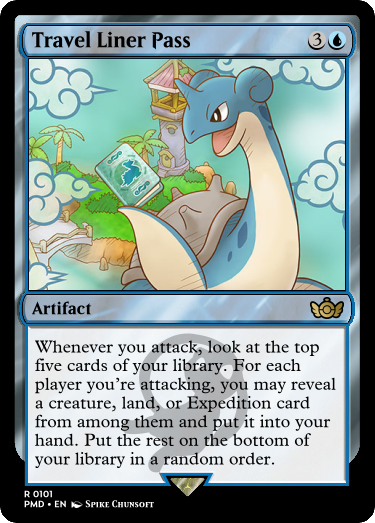 Travel Liner Pass 3
Artifact
Whenever you attack, look at the top
five cards of your library. For each
player you're attacking, you may reveal
a creature, land, or Expedition card
from among them and put it into your
hand. Put the rest on the bottom of
your library in a random order.
R 0101
PMD • EN Spike Chunsoft